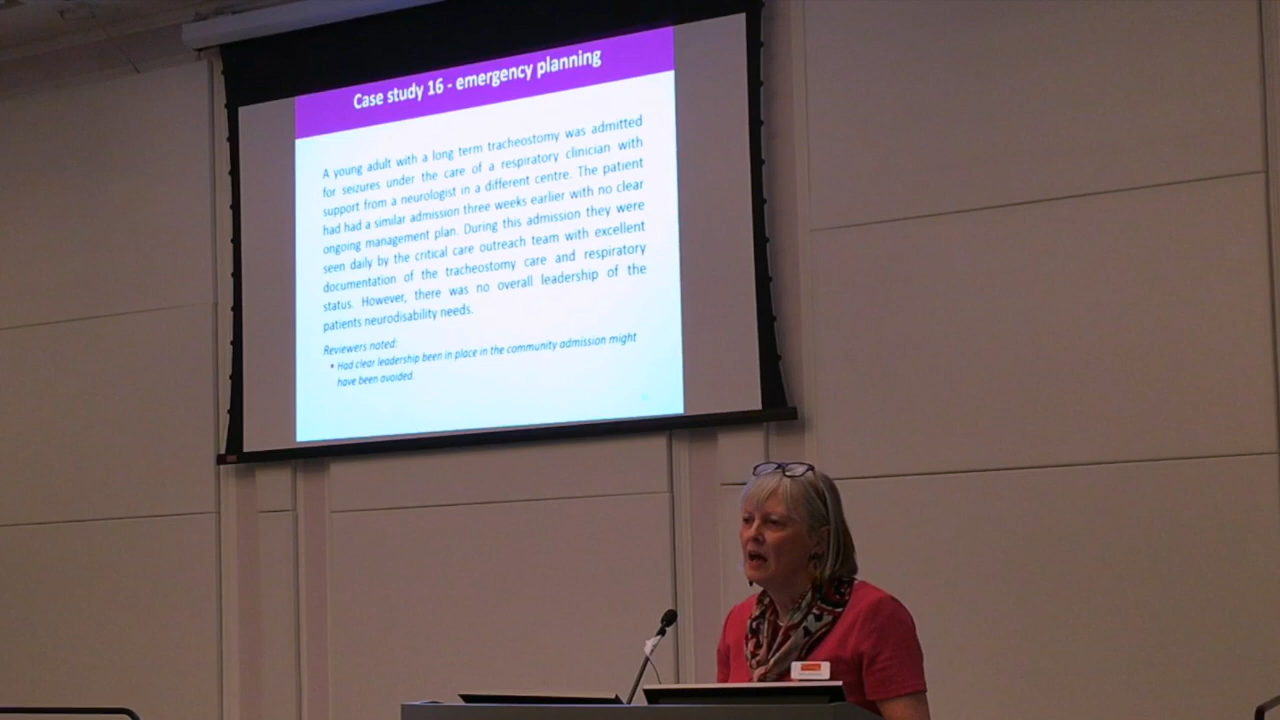 Case study 16 - emergency planning
A young adult with a long term tracheostomy was admitted
for seizures under the care of a respiratory clinician with
support from a neurologist in a different centre. The patient
had had a similar admission three weeks earlier with no clear
ongoing management plan. During this admission they were
seen daily by the critical care outreach team with excellent
documentation of the tracheostomy care and respiratory
status. However, there was no overall leadership of the
patients neurodisability needs.
Reviewers noted:
• Had clear leadership been in place in the community admission might
have been avoided.